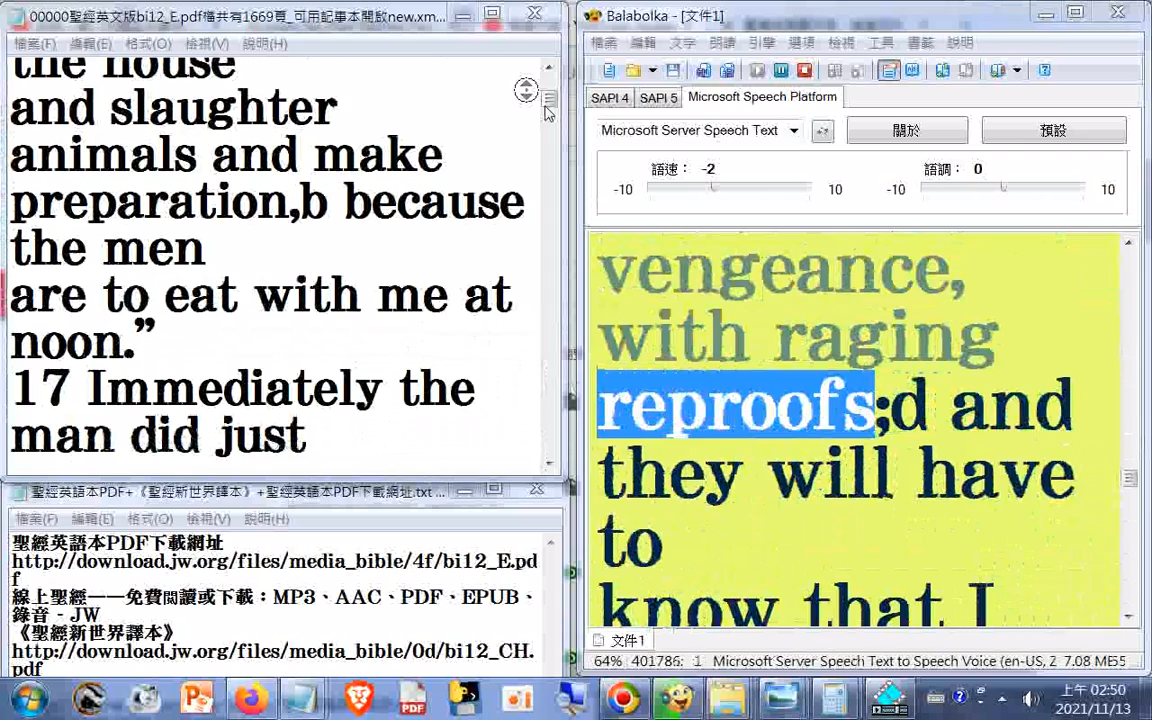 00000聖經英文版bi12_E.pdf檔共有1669頁_可用記事本開啟new.xm...
檔案(F) 編輯(E) 格式(O) 檢視(V) 說明(H)
the house
and slaughter
animals and make
preparation,b because
the men
are to eat with me at
noon.”
17 Immediately the
man did just
聖經英語本PDF+《聖經新世界譯本》+聖經英語本PDF下載網址.txt ...
檔案(F) 編輯(E) 格式(O) 檢視(V) 說明(H)
聖經英語本PDF下載網址
http://download.jw.org/files/media_bible/4f/bi12_E.pd
f
線上聖經——免費閱讀或下載：MP3、AAC、PDF、EPUB、
錄音 - JW
《聖經新世界譯本》
http://download.jw.org/files/media_bible/0d/bi12_CH.
pdf
Balabolka - [文件1]
檔案 編輯 文字 朗讀 引擎 選項 檢視 工具 書籤 說明
SAPI 4 SAPI 5 Microsoft Speech Platform
Microsoft Server Speech Text 關於 預設
語速： -2 語調： 0
-10 10 -10 10
vengeance,
with raging
reproofs;d and
they will have
to
know that I
文件1
64% 401786: 1 Microsoft Server Speech Text to Speech Voice (en-US, Z 7.08 MB
上午 02:50
2021/11/13